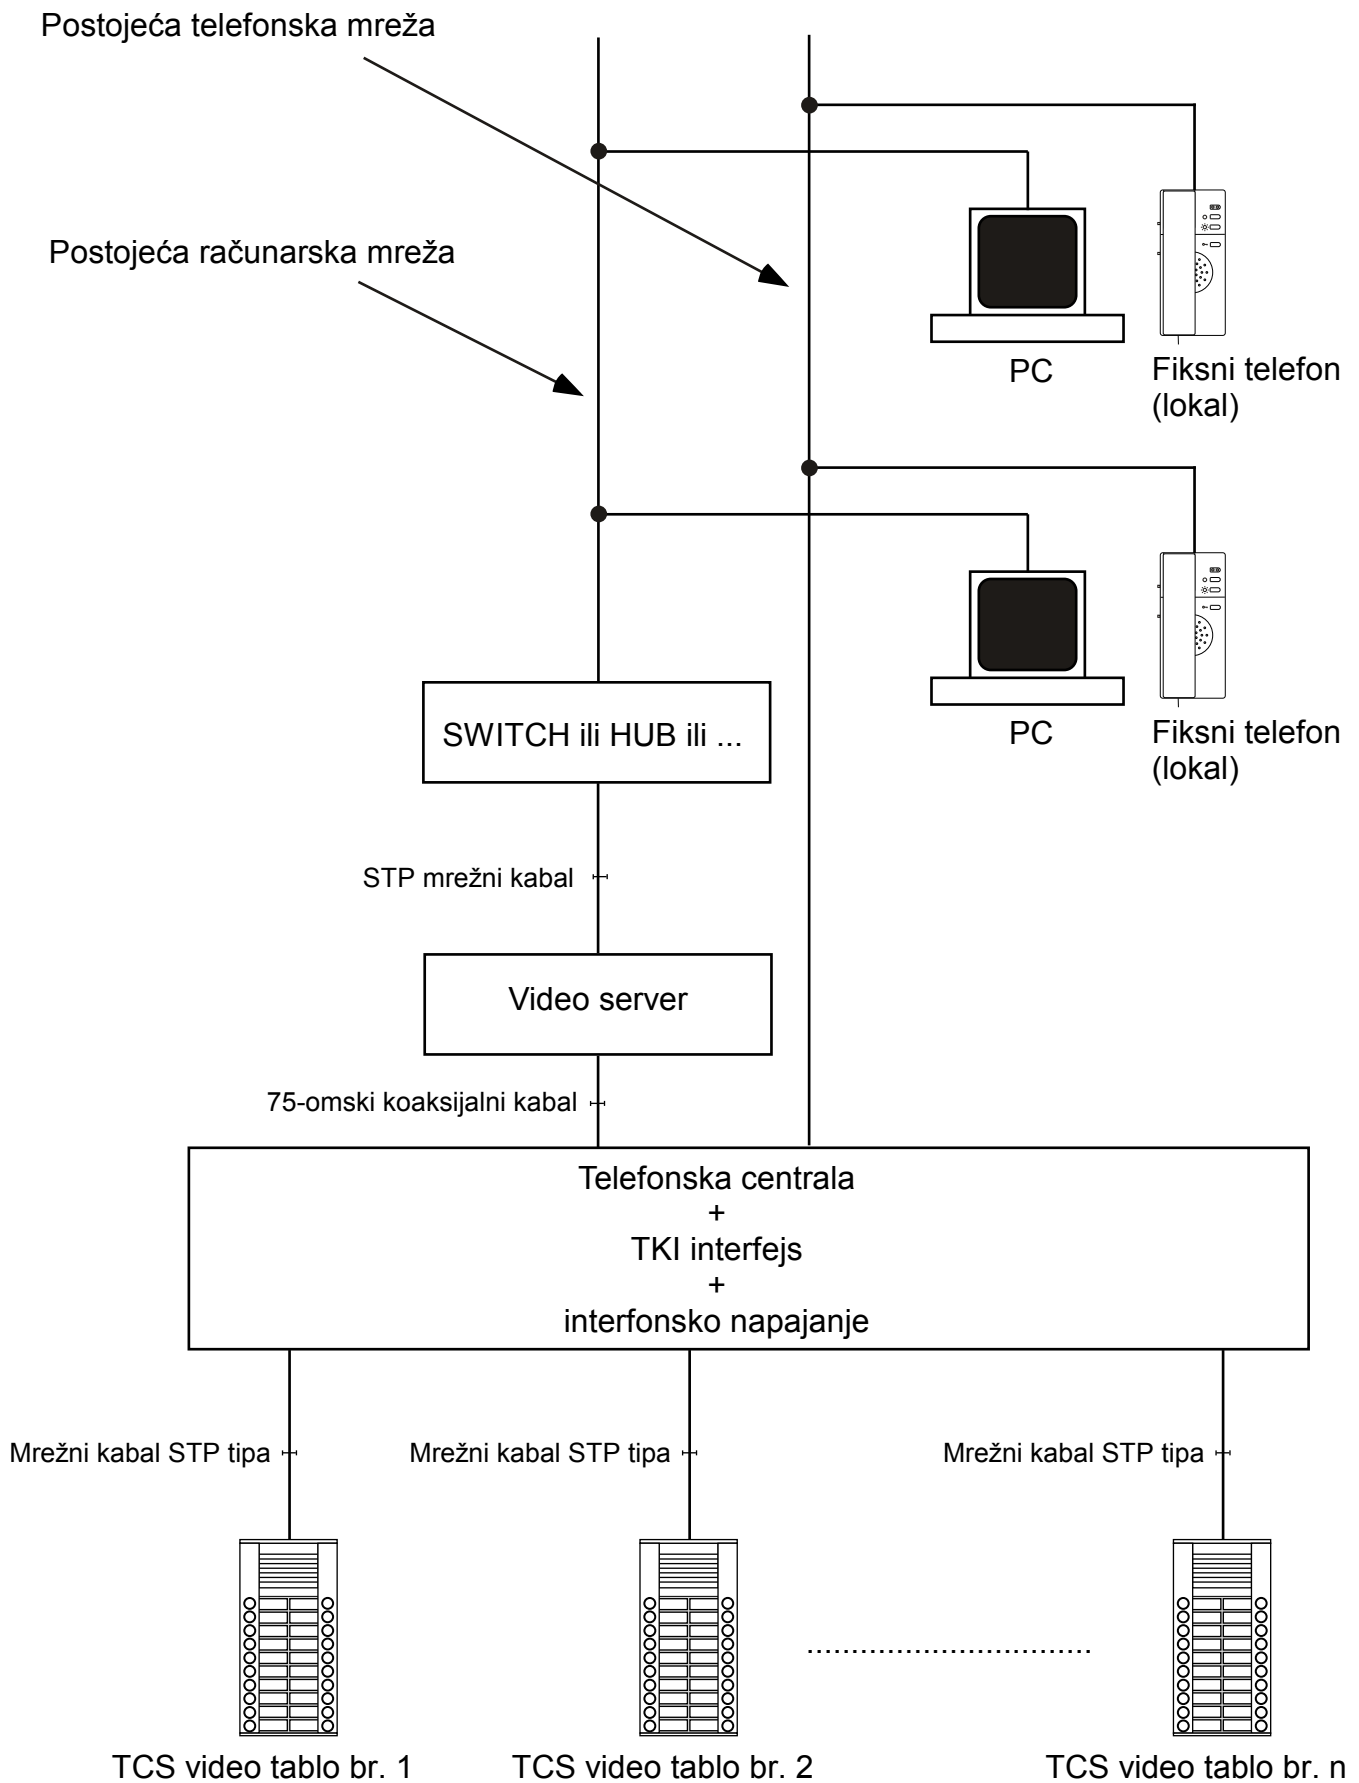 Postojeća telefonska mreža
Postojeća računarska mreža
PC
Fiksni telefon
(lokal)
PC
Fiksni telefon
(lokal)
SWITCH ili HUB ili ...
STP mrežni kabal
Video server
75-omski koaksijalni kabal
Telefonska centrala
+
TKI interfejs
+
interfonsko napajanje
Mrežni kabal STP tipa
Mrežni kabal STP tipa
Mrežni kabal STP tipa
TCS video tablo br. 1
TCS video tablo br. 2
TCS video tablo br. n